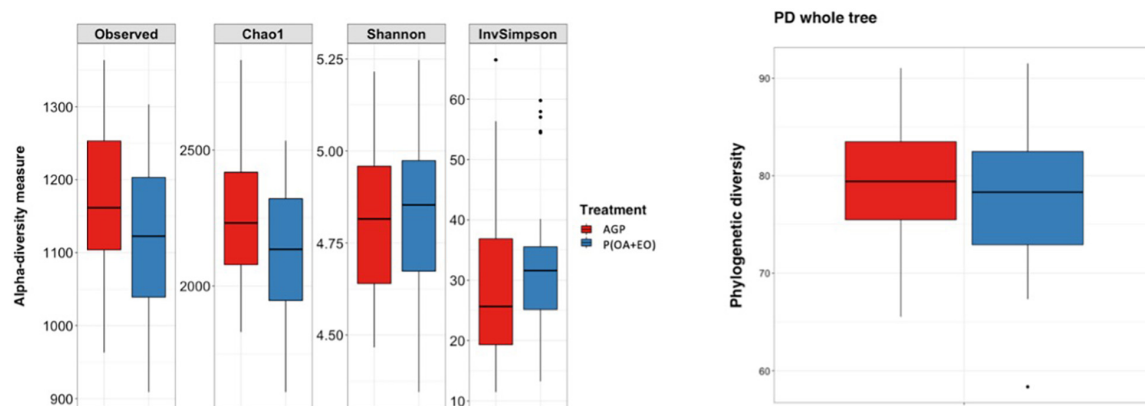 PD whole tree
Observed
Chao1
Shannon
InvSimpson
Alpha-diversity measure
1300
1200
1100
1000
900
2500
2000
5.25
5.00
4.75
4.50
60
50
40
30
20
10
Treatment
AGP
P(OA+EO)
Phylogenetic diversity
90
80
70
60